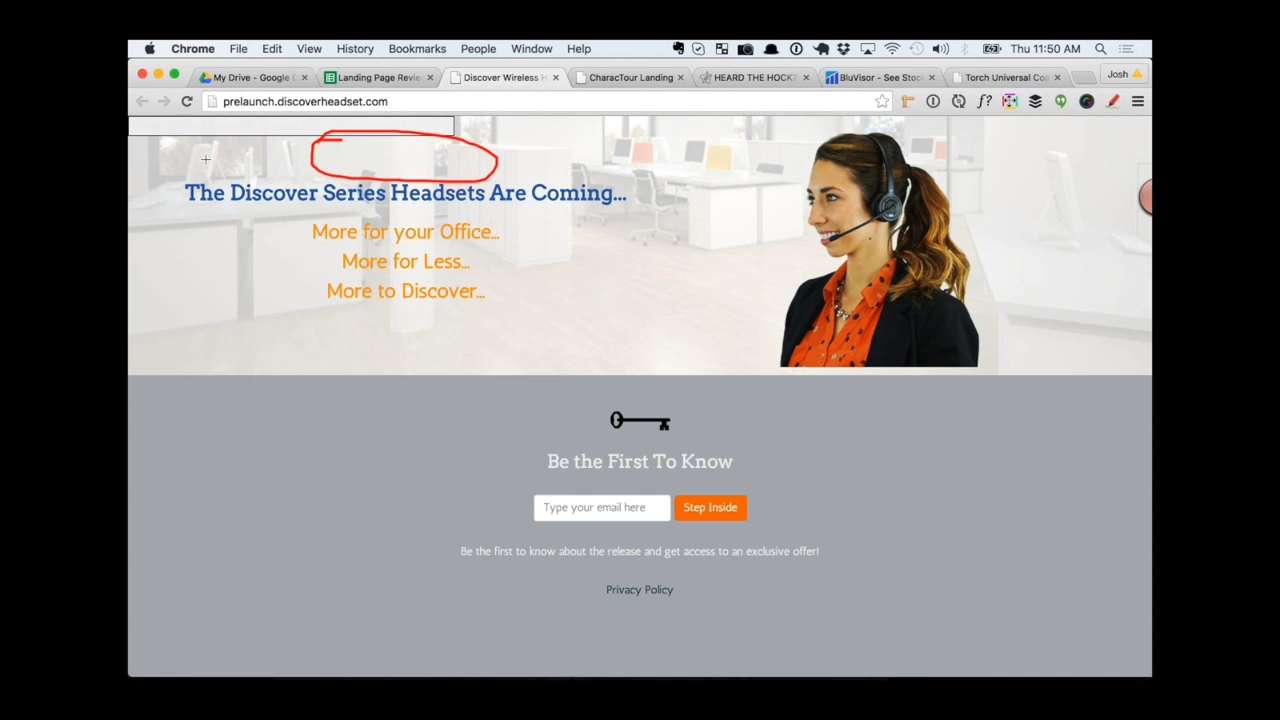 Chrome File Edit View History Bookmarks People Window Help Thu 11:50 AM
My Drive - Google Landing Page Revie Discover Wireless H CharacTour Landing HEARD THE HOCK? BluVisor - See Stoc Torch Universal Co Josh
prelaunch.discoverheadset.com f?
The Discover Series Headsets Are Coming...
More for your Office...
More for Less...
More to Discover...
Be the First To Know
Type your email here Step Inside
Be the first to know about the release and get access to an exclusive offer!
Privacy Policy